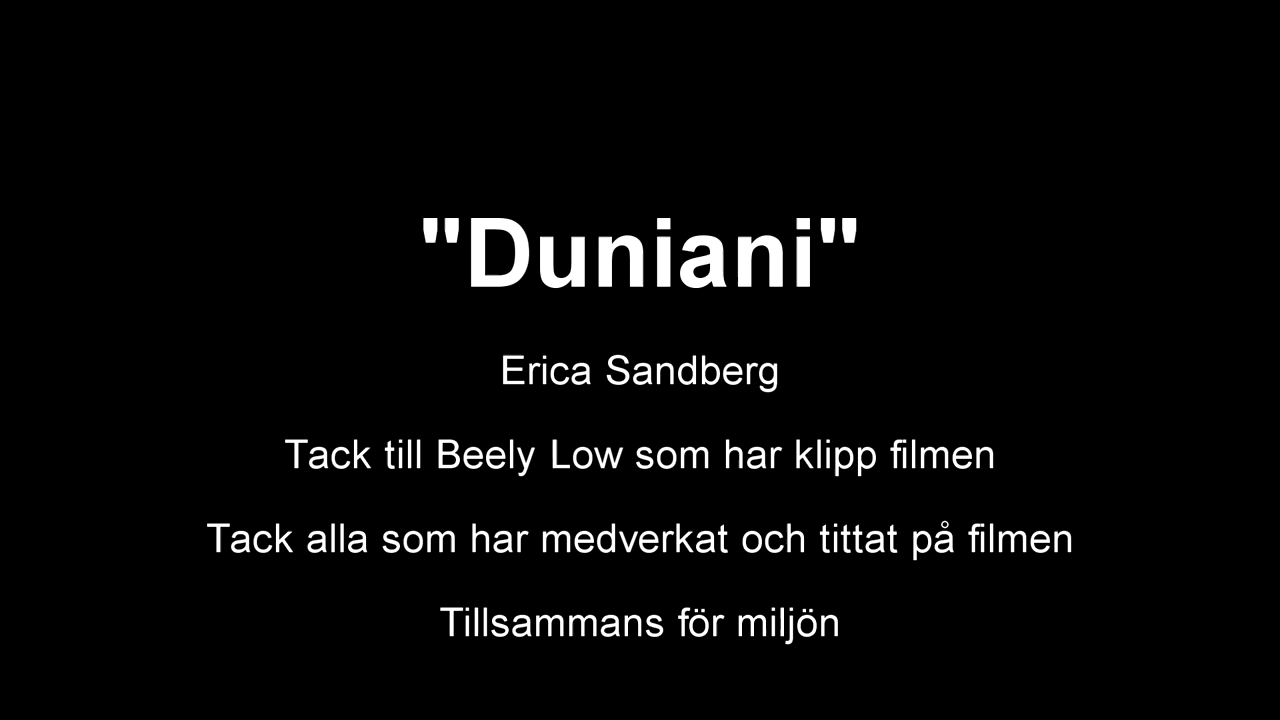 "Duniani"
Erica Sandberg
Tack till Beely Low som har klipp filmen
Tack alla som har medverkat och tittat på filmen
Tillsammans för miljön